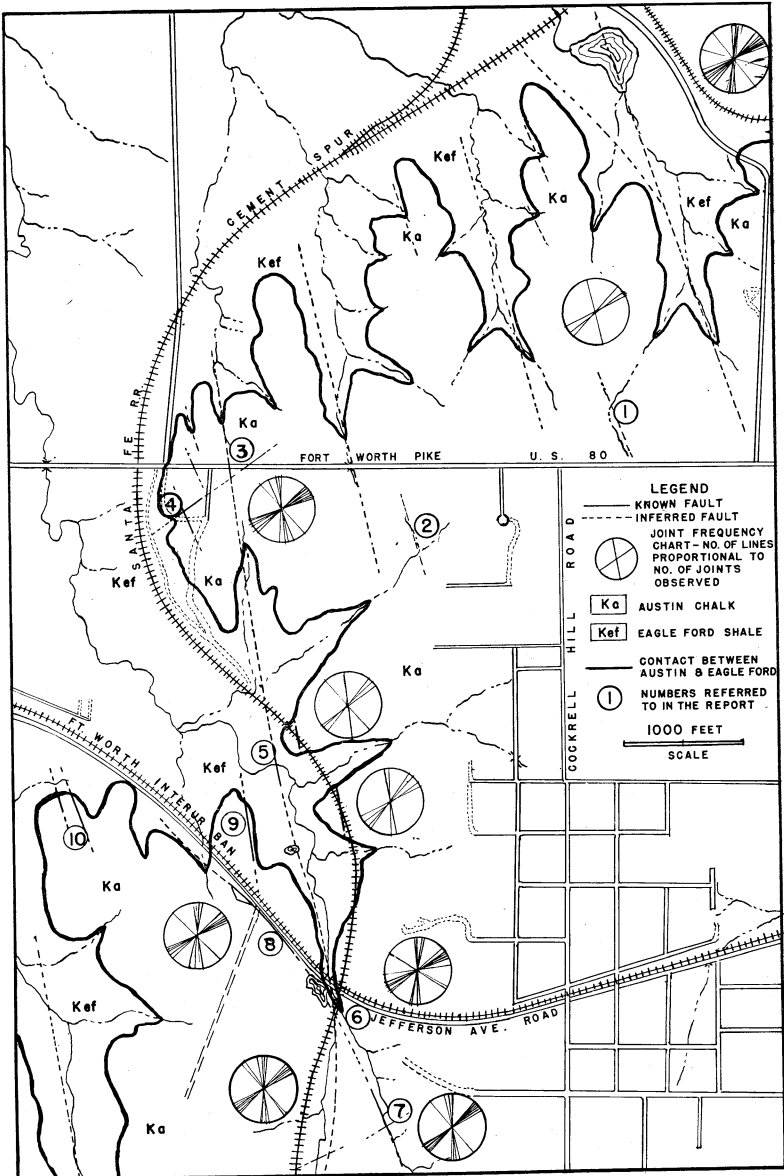 CEMENT SPUR
Kef
Ka
Kef
Ka
Ka
Kef
Ka
3
1
FORT WORTH PIKE U. S. 80
SANTA FE R.R.
4
2
Kef
Ka
Ka
COCKRELL HILL ROAD
LEGEND
KNOWN FAULT
INFERRED FAULT
JOINT FREQUENCY
CHART – NO. OF LINES
PROPORTIONAL TO
NO. OF JOINTS
OBSERVED
Ka AUSTIN CHALK
Kef EAGLE FORD SHALE
CONTACT BETWEEN
AUSTIN & EAGLE FORD
1 NUMBERS REFERRED
TO IN THE REPORT
1000 FEET
SCALE
FT. WORTH INTERURBAN
5
Kef
9
10
Ka
8
Kef
6
JEFFERSON AVE. ROAD
7
Ka